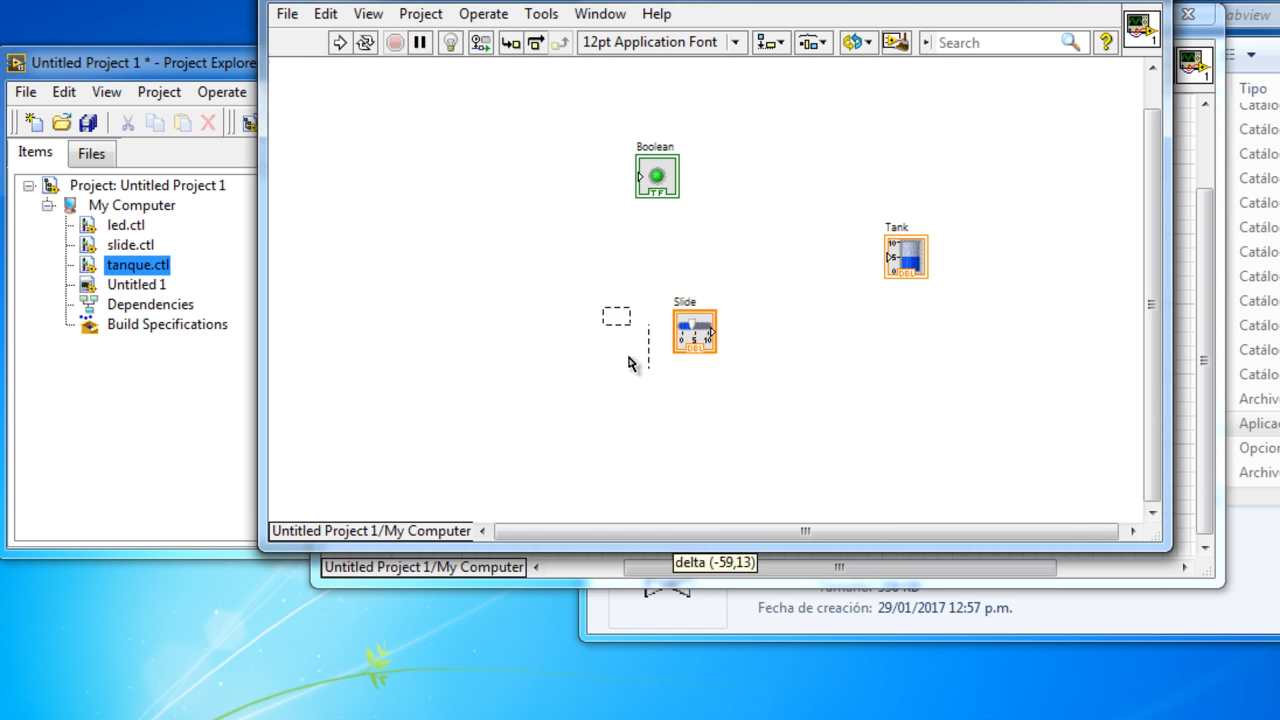 File Edit View Project Operate Tools Window Help
12pt Application Font
Search
Untitled Project 1 * - Project Explore
File Edit View Project Operate
Items Files
Project: Untitled Project 1
My Computer
led.ctl
slide.ctl
tanque.ctl
Untitled 1
Dependencies
Build Specifications
Boolean
TF
Tank
10
5
0
DBL
Slide
0 5 10
DBL
Untitled Project 1/My Computer
delta (-59,13)
Untitled Project 1/My Computer
abview
1
1
Tipo
Catálo
Catálo
Catálo
Catálo
Catálo
Catálo
Catálo
Catálo
Catálo
Catálo
Catálo
Archiv
Aplica
Opcior
Archiv
Fecha de creación: 29/01/2017 12:57 p.m.